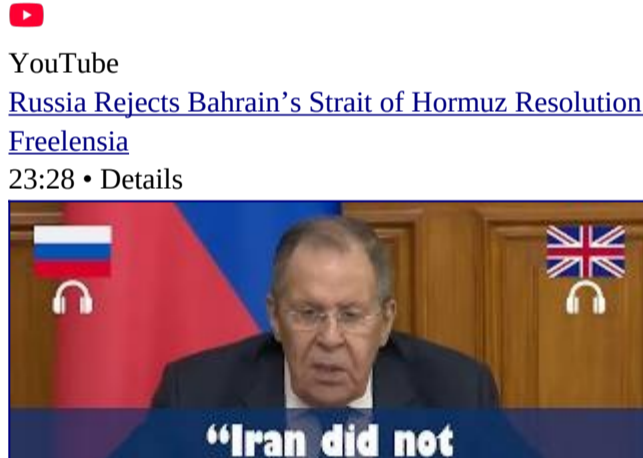 YouTube
Russia Rejects Bahrain’s Strait of Hormuz Resolution
Freelensia
23:28 • Details
“Iran did not